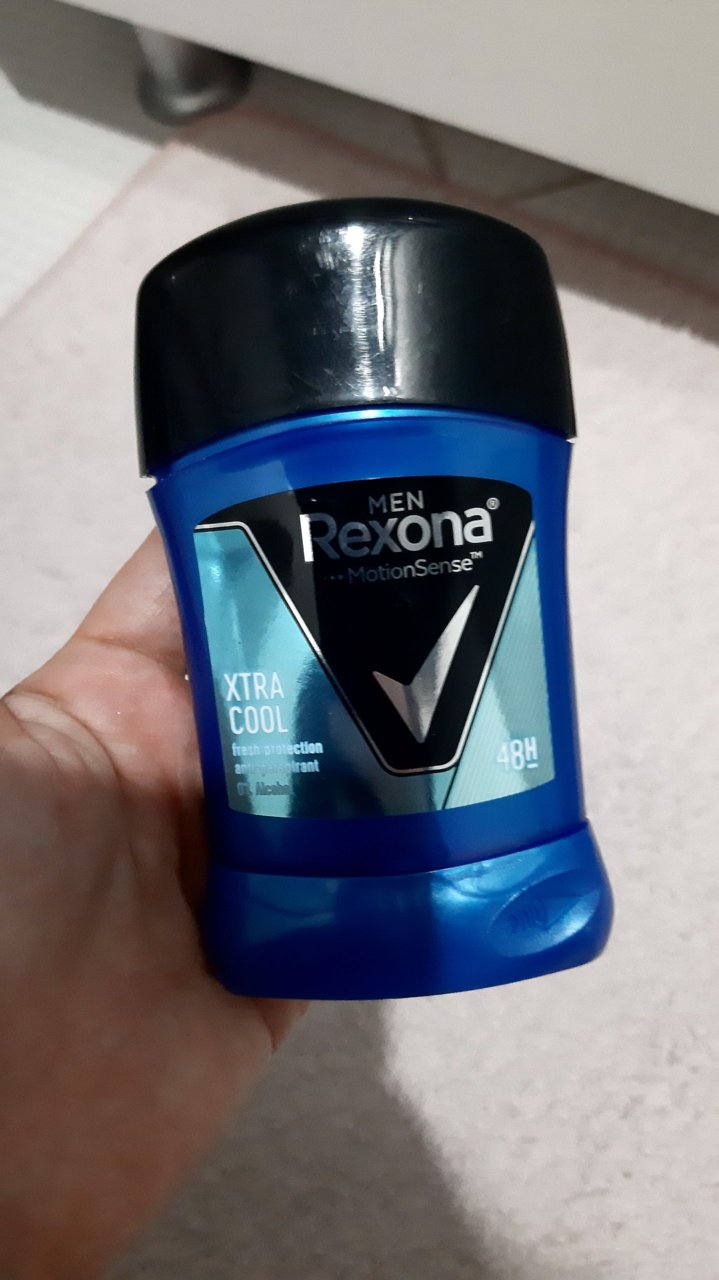 MEN
Rexona®
...MotionSense™
XTRA
COOL
fresh protection
antiperspirant
0% Alcohol
48H